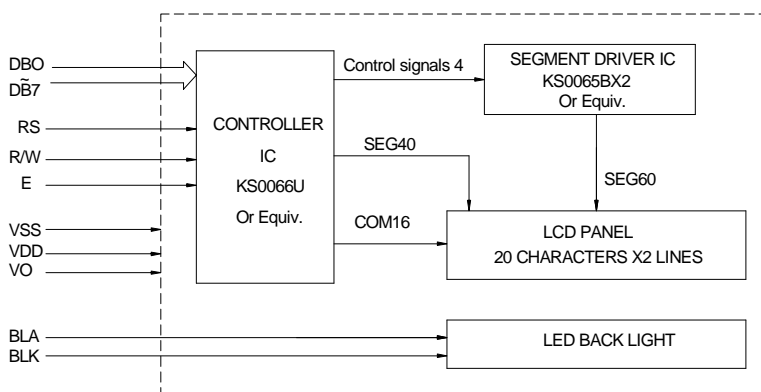 DBO
~
DB7
RS
R/W
E
VSS
VDD
VO
BLA
BLK
CONTROLLER
IC
KS0066U
Or Equiv.
Control signals 4
SEG40
COM16
SEGMENT DRIVER IC
KS0065BX2
Or Equiv.
SEG60
LCD PANEL
20 CHARACTERS X2 LINES
LED BACK LIGHT